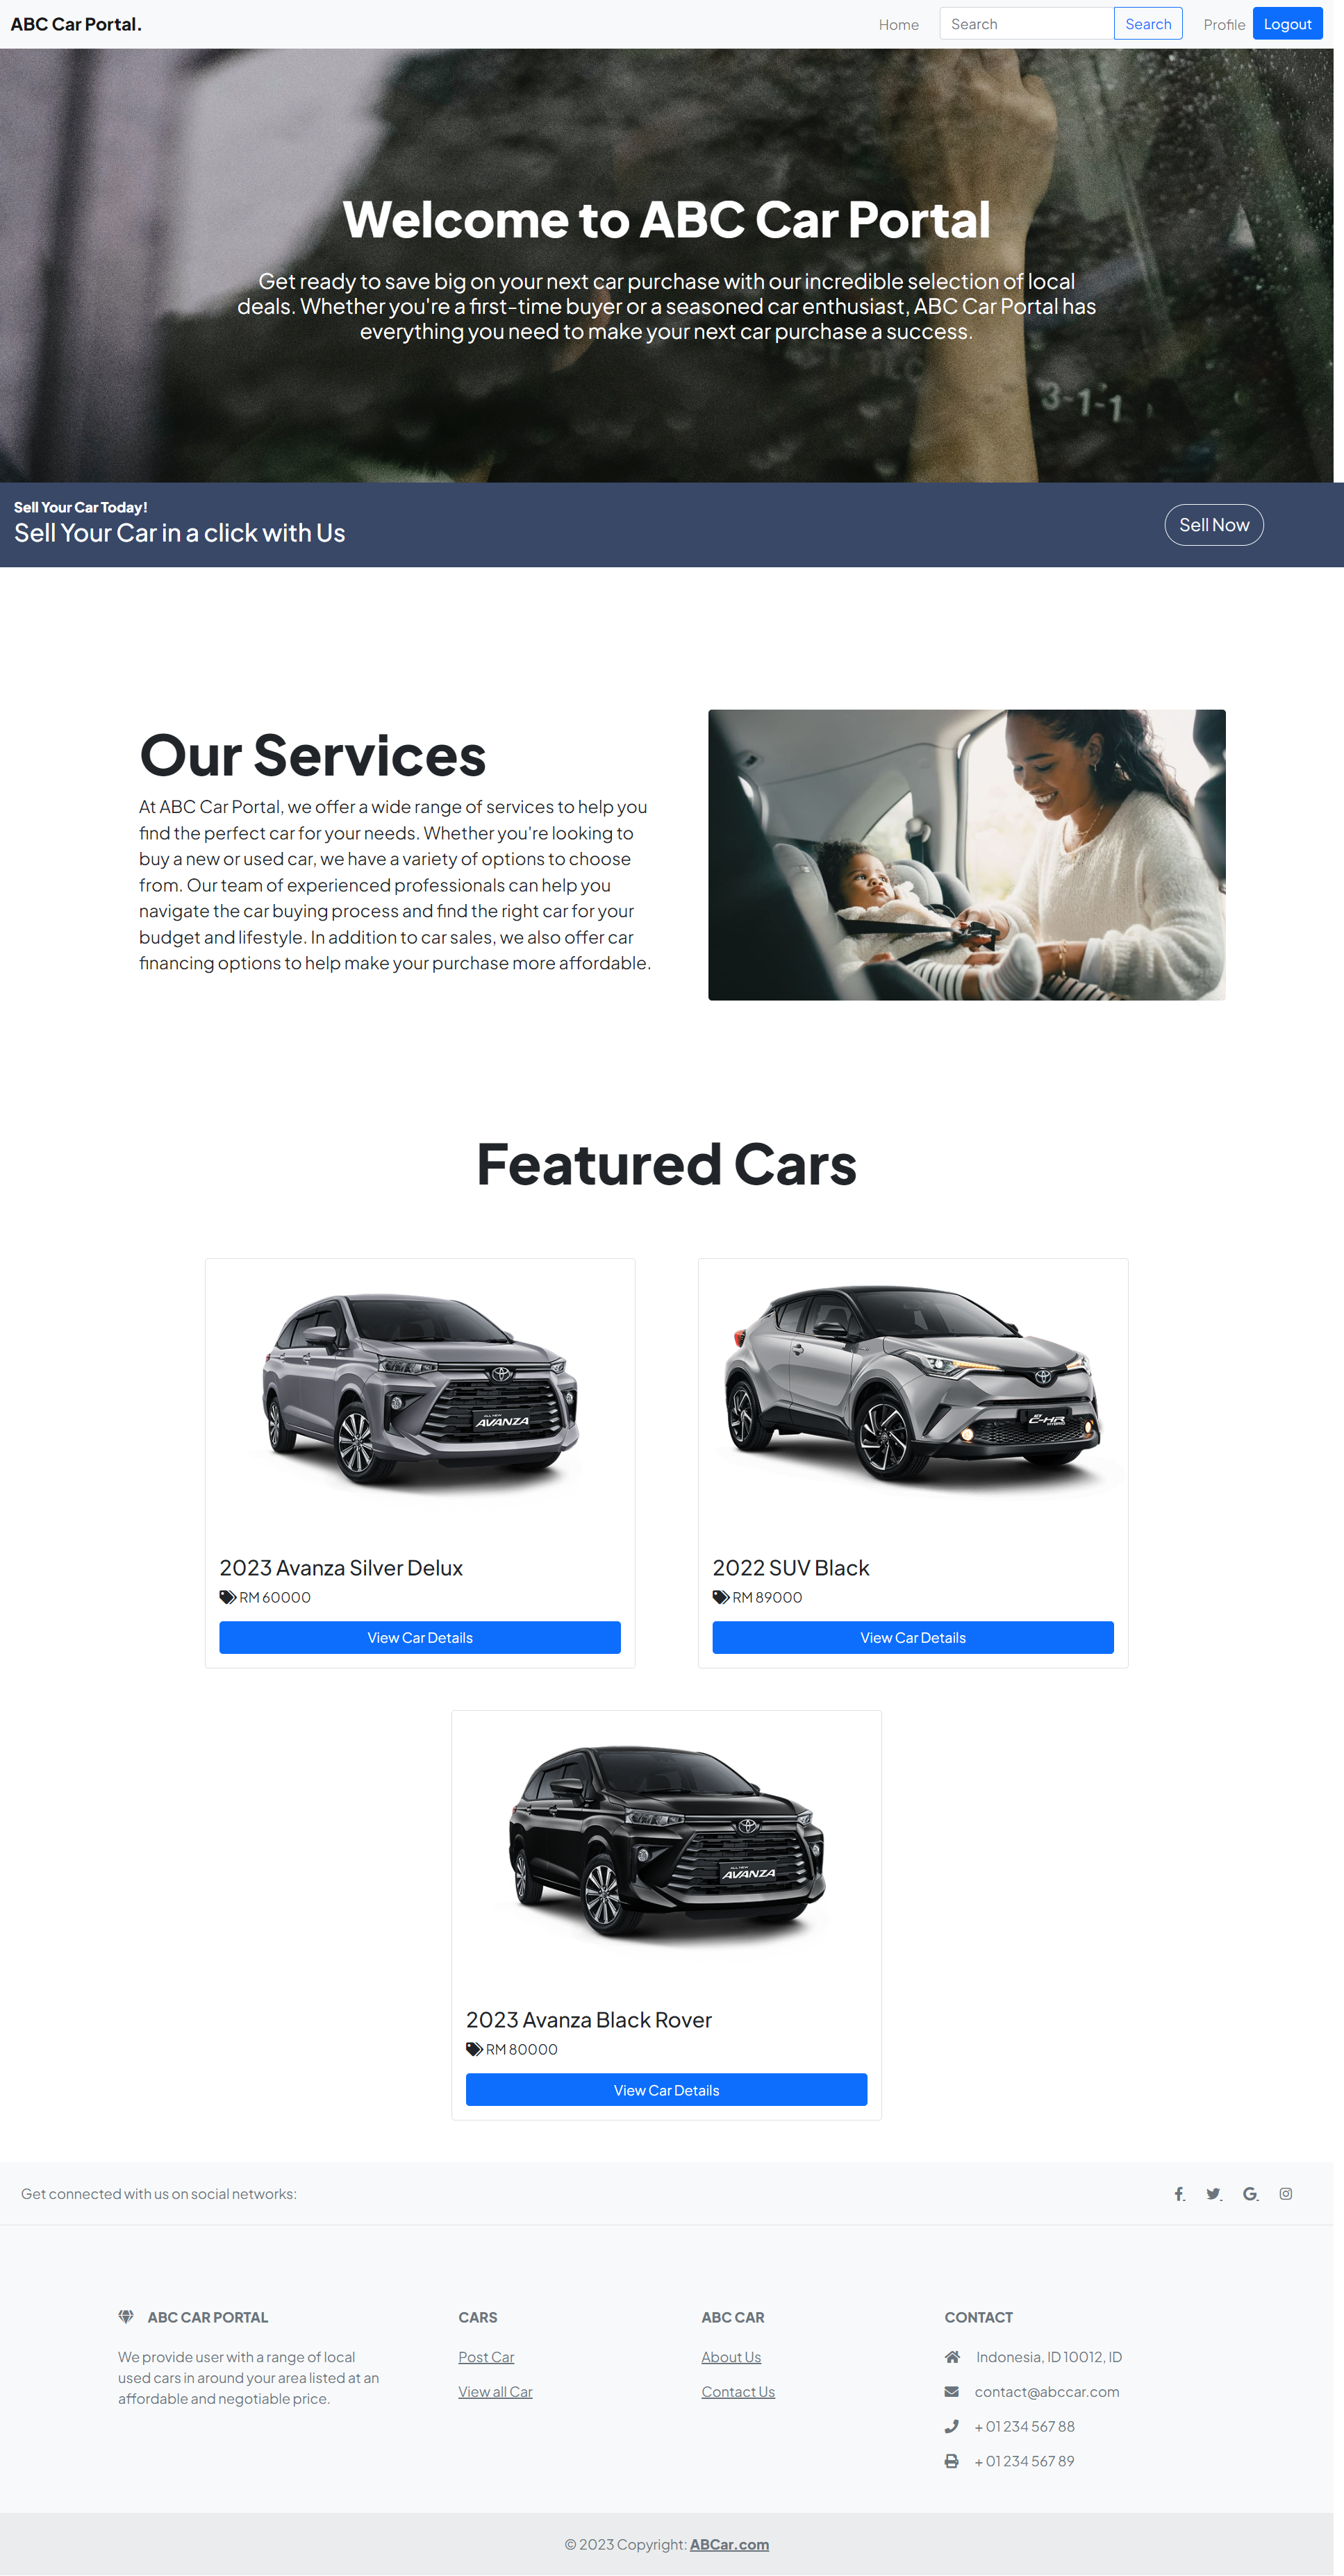 ABC Car Portal.
Home
Search
Search
Profile
Logout
3-1-1
Welcome to ABC Car Portal
Get ready to save big on your next car purchase with our incredible selection of local
deals. Whether you're a first-time buyer or a seasoned car enthusiast, ABC Car Portal has
everything you need to make your next car purchase a success.
Sell Your Car Today!
Sell Your Car in a click with Us
Sell Now
Our Services
At ABC Car Portal, we offer a wide range of services to help you
find the perfect car for your needs. Whether you're looking to
buy a new or used car, we have a variety of options to choose
from. Our team of experienced professionals can help you
navigate the car buying process and find the right car for your
budget and lifestyle. In addition to car sales, we also offer car
financing options to help make your purchase more affordable.
Featured Cars
ALL NEW
AVANZA
C-HR
HYBRID
2023 Avanza Silver Delux
RM 60000
View Car Details
2022 SUV Black
RM 89000
View Car Details
ALL NEW
AVANZA
2023 Avanza Black Rover
RM 80000
View Car Details
Get connected with us on social networks:
ABC CAR PORTAL
We provide user with a range of local
used cars in around your area listed at an
affordable and negotiable price.
CARS
Post Car
View all Car
ABC CAR
About Us
Contact Us
CONTACT
Indonesia, ID 10012, ID
contact@abccar.com
+ 01 234 567 88
+ 01 234 567 89
© 2023 Copyright: ABCar.com